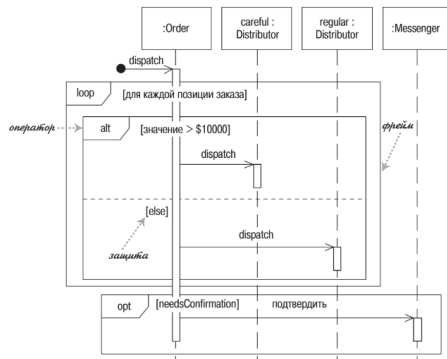 :Order
careful :
Distributor
regular :
Distributor
:Messenger
dispatch
loop
[для каждой позиции заказа]
оператор
alt
[значение > $10000]
фрейм
dispatch
[else]
защита
dispatch
opt
[needsConfirmation]
подтвердить